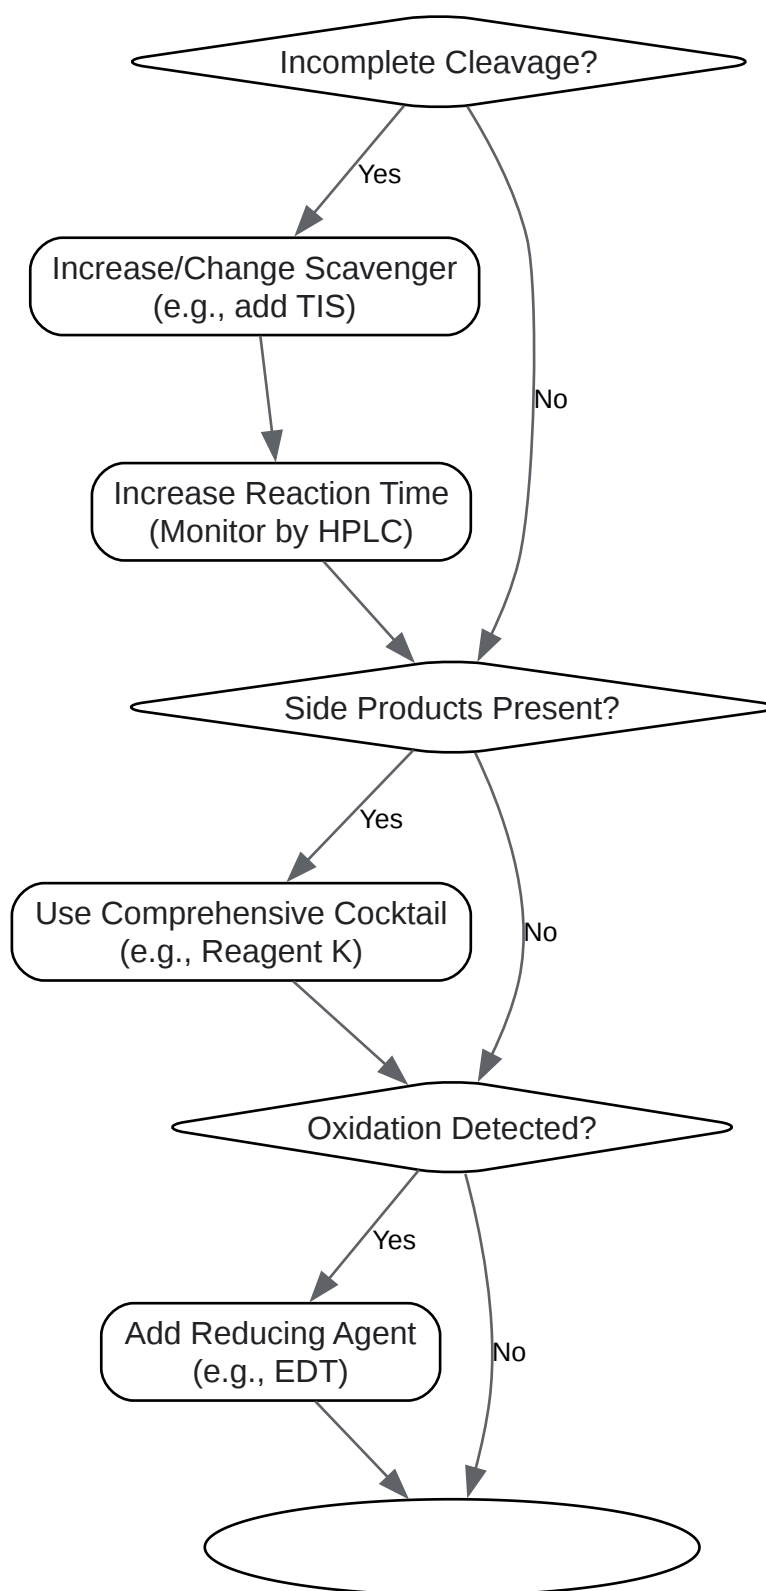 Incomplete Cleavage?
Yes
Increase/Change Scavenger
(e.g., add TIS)
No
Increase Reaction Time
(Monitor by HPLC)
Side Products Present?
Yes
Use Comprehensive Cocktail
(e.g., Reagent K)
No
Oxidation Detected?
Yes
Add Reducing Agent
(e.g., EDT)
No